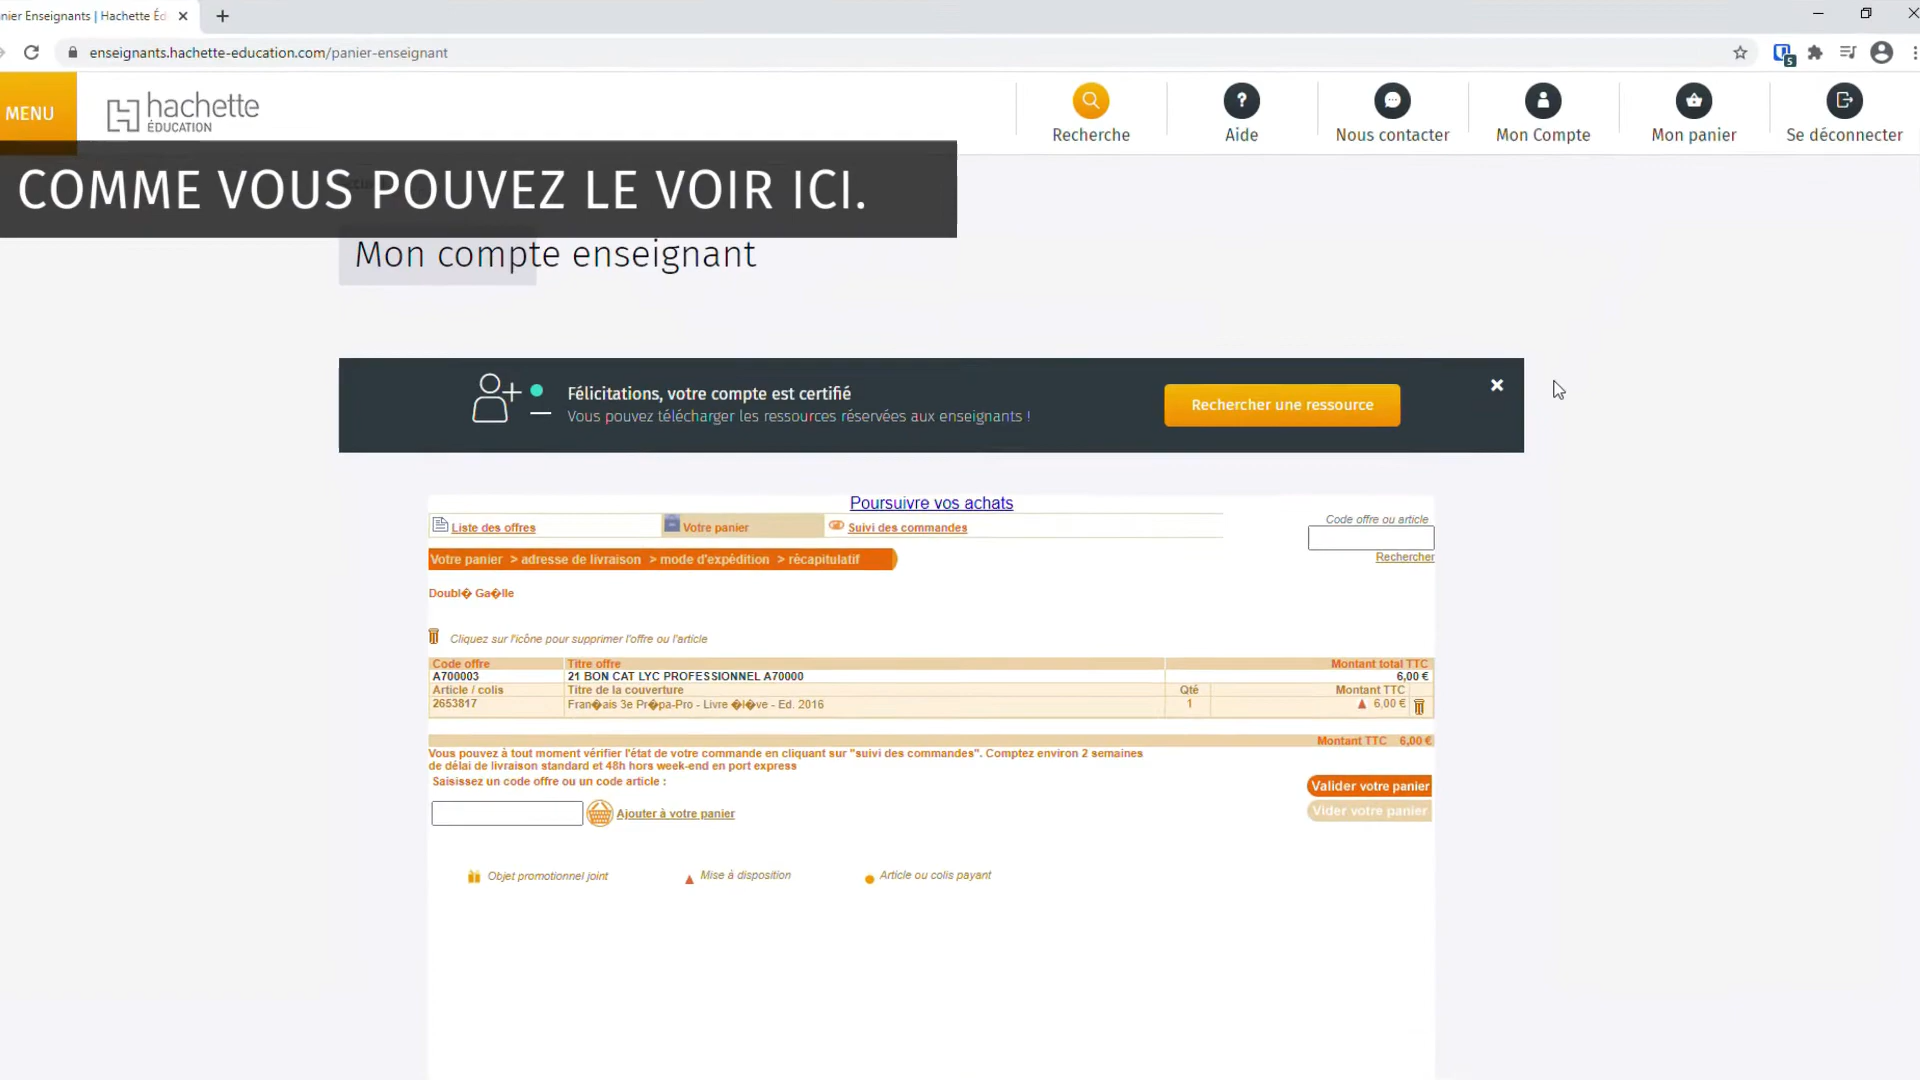 nier Enseignants | Hachette Éd
enseignants.hachette-education.com/panier-enseignant
5
MENU
hachette
ÉDUCATION
Recherche
Aide
Nous contacter
Mon Compte
Mon panier
Se déconnecter
COMME VOUS POUVEZ LE VOIR ICI.
Mon compte enseignant
Félicitations, votre compte est certifié
Vous pouvez télécharger les ressources réservées aux enseignants !
Rechercher une ressource
Poursuivre vos achats
Liste des offres
Votre panier
Suivi des commandes
Code offre ou article
Rechercher
Votre panier > adresse de livraison > mode d'expédition > récapitulatif
Doubl� Ga�lle
Cliquez sur l'icône pour supprimer l'offre ou l'article
Code offre Titre offre Montant total TTC
A700003 21 BON CAT LYC PROFESSIONNEL A70000 6,00 €
Article / colis Titre de la couverture Qté Montant TTC
2653817 Fran�ais 3e Pr�pa-Pro - Livre �l�ve - Ed. 2016 1 6,00 €
Montant TTC 6,00 €
Vous pouvez à tout moment vérifier l'état de votre commande en cliquant sur "suivi des commandes". Comptez environ 2 semaines
de délai de livraison standard et 48h hors week-end en port express
Saisissez un code offre ou un code article :
Valider votre panier
Vider votre panier
Ajouter à votre panier
Objet promotionnel joint
Mise à disposition
Article ou colis payant